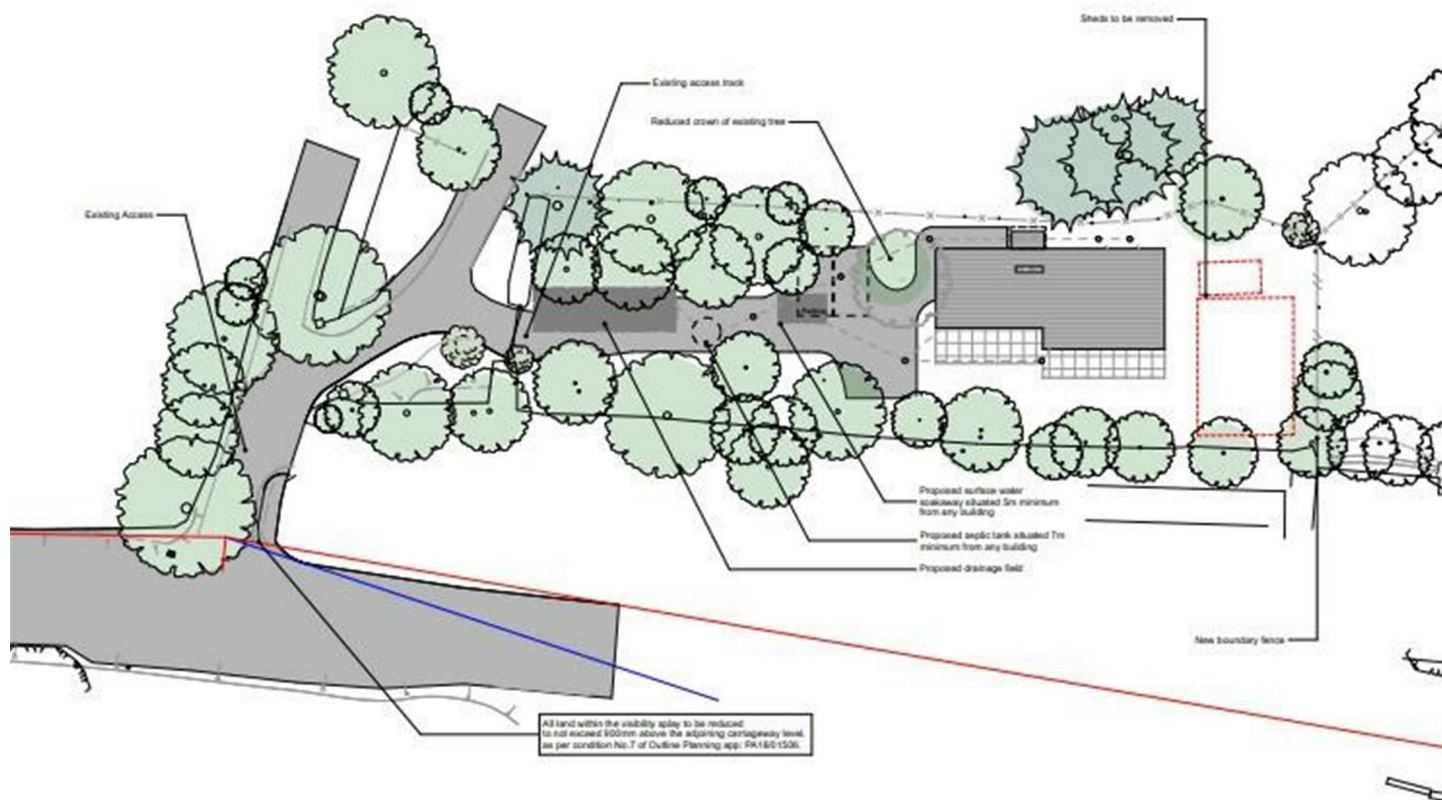 Sheds to be removed
Existing access track
Reduced crown of existing tree
Existing Access
Proposed surface water
soakaway situated 5m minimum
from any building
Proposed septic tank situated 7m
minimum from any building
Proposed drainage field
New boundary fence
All land within the visibility splay to be reduced
to not exceed 900mm above the adjoining carriageway level,
as per condition No.7 of Outline Planning app: PA18/01506.